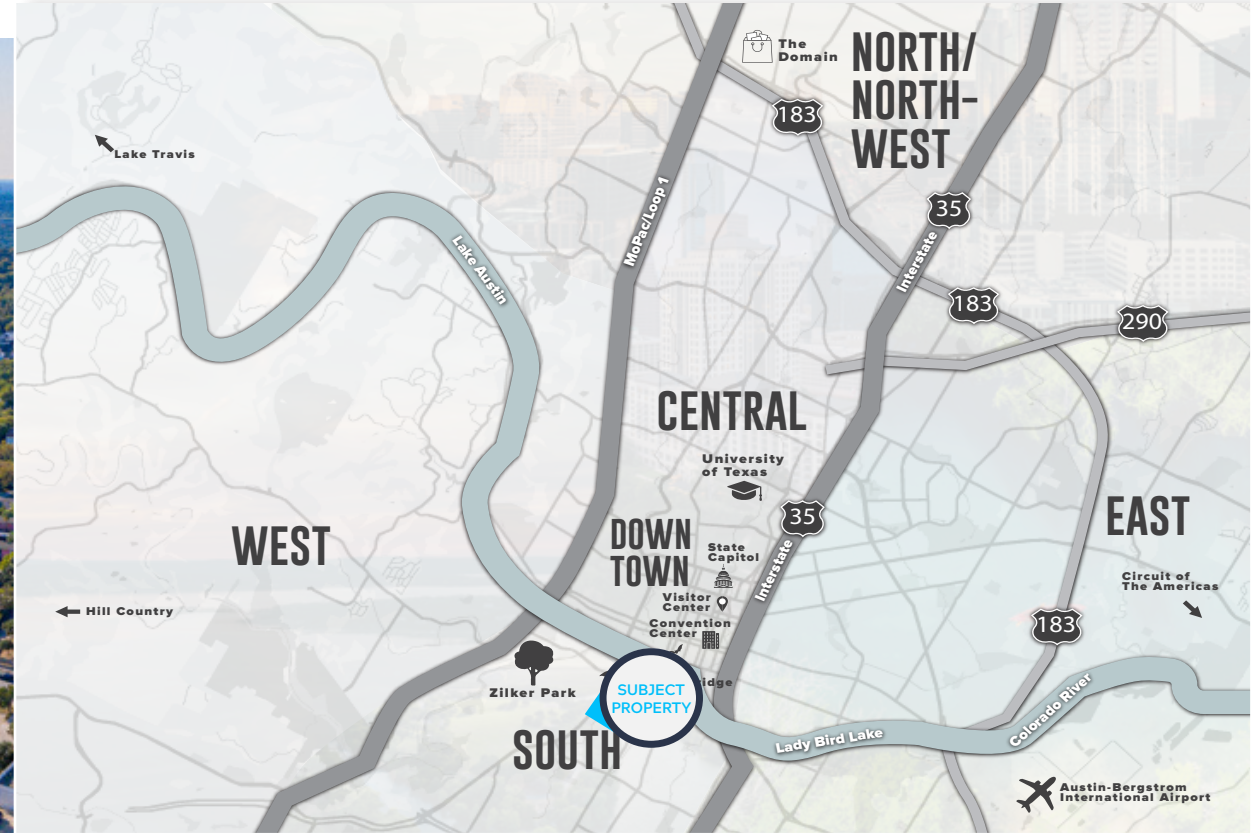 The
Domain
NORTH/
NORTH-
WEST
183
Lake Travis
MoPac/Loop 1
35
Interstate
Lake Austin
183
290
CENTRAL
University
of Texas
35
Interstate
EAST
DOWN
TOWN
State
Capitol
WEST
Circuit of
The Americas
Visitor
Center
Hill Country
Convention
Center
183
Zilker Park
SUBJECT
PROPERTY
SOUTH
Lady Bird Lake
Colorado River
Austin-Bergstrom
International Airport